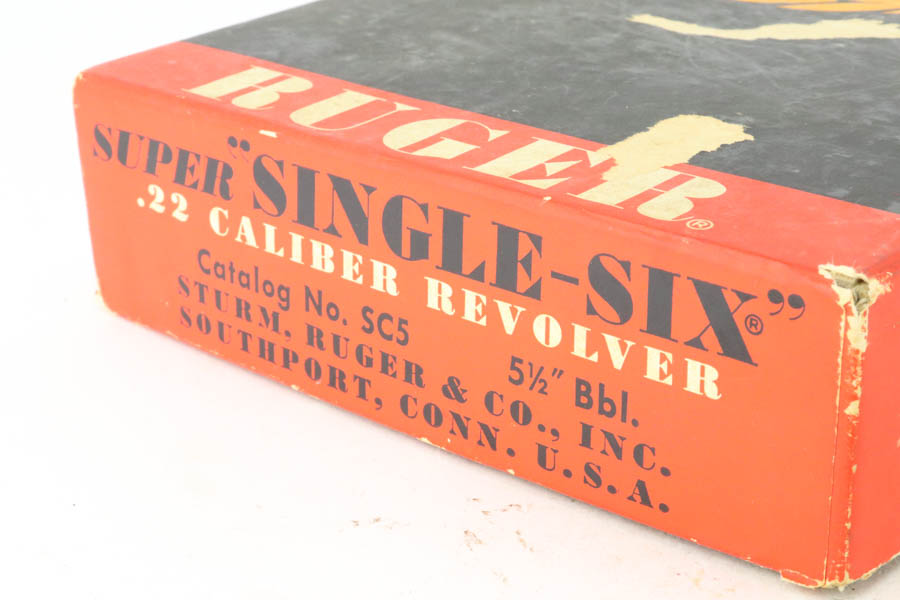 RUGER®
SUPER "SINGLE-SIX"®
.22 CALIBER REVOLVER
Catalog No. SC5 5½" Bbl.
STURM, RUGER & CO., INC.
SOUTHPORT, CONN. U.S.A.